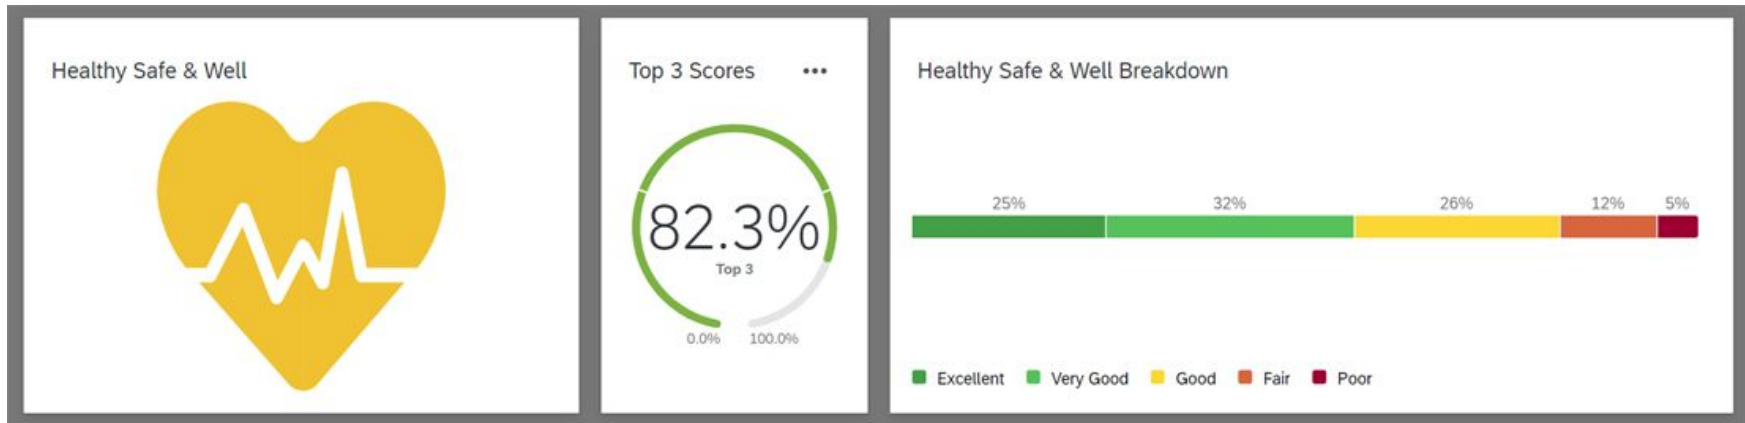 Healthy Safe & Well
Top 3 Scores •••
82.3%
Top 3
0.0% 100.0%
Healthy Safe & Well Breakdown
25% 32% 26% 12% 5%
Excellent Very Good Good Fair Poor